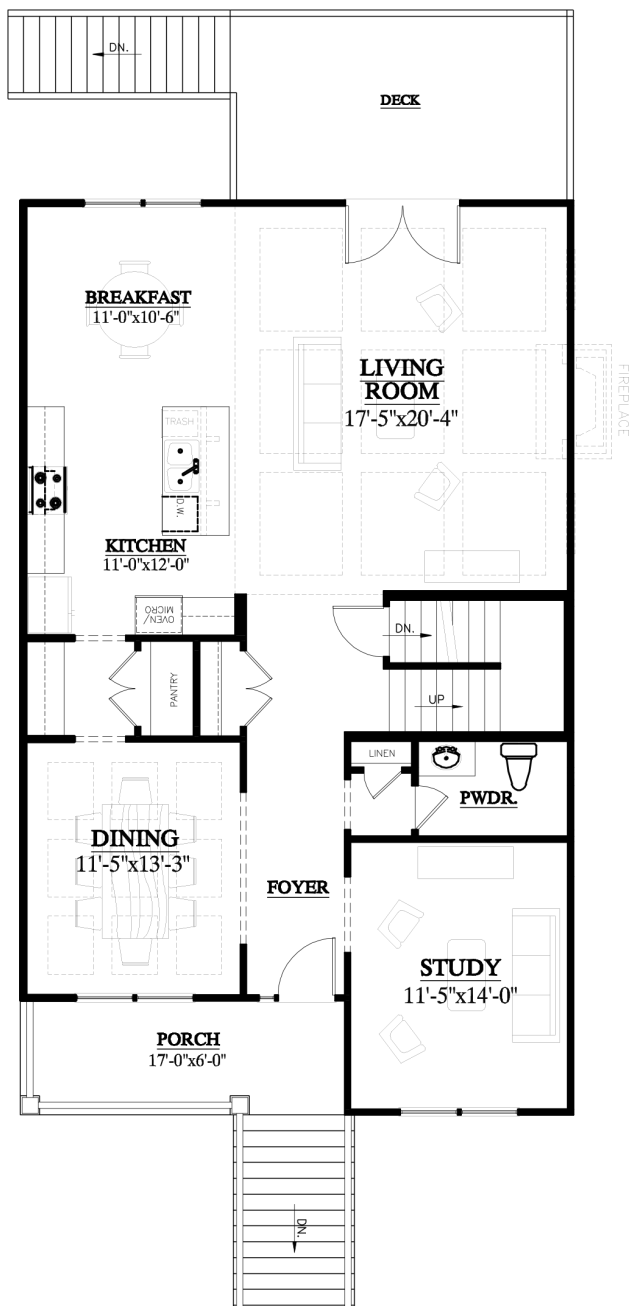 DN.
DECK
BREAKFAST
11'-0"x10'-6"
LIVING
ROOM
17'-5"x20'-4"
FIREPLACE
TRASH
D.W.
KITCHEN
11'-0"x12'-0"
OVEN/
MICRO
DN.
PANTRY
UP
LINEN
PWDR.
DINING
11'-5"x13'-3"
FOYER
STUDY
11'-5"x14'-0"
PORCH
17'-0"x6'-0"
DN.